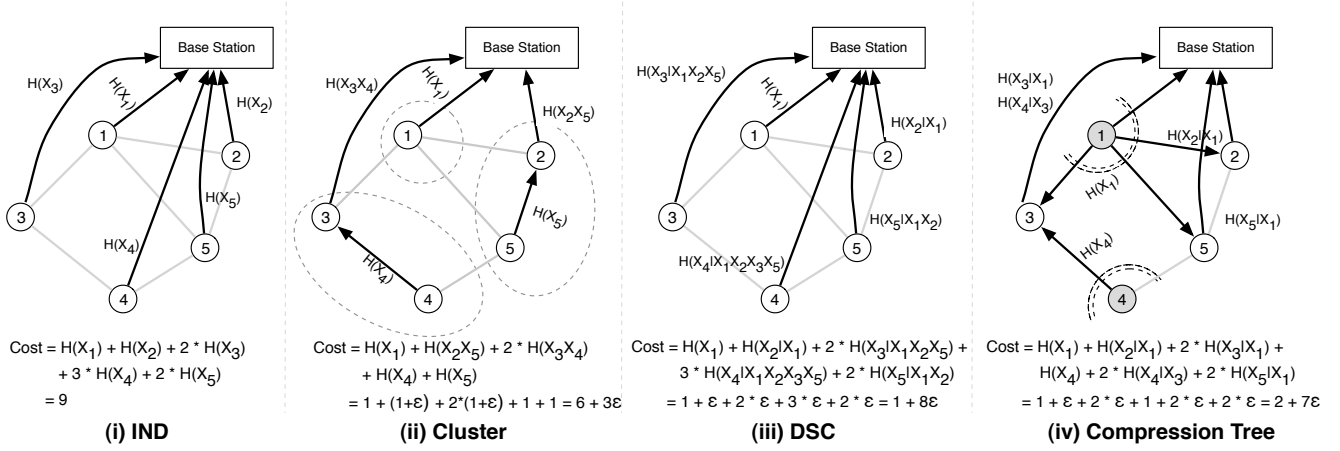 Base Station
H(X3)
H(X1)
H(X2)
1
2
3
H(X5)
H(X4)
5
4
Cost = H(X1) + H(X2) + 2 * H(X3)
+ 3 * H(X4) + 2 * H(X5)
= 9
(i) IND
Base Station
H(X3X4)
H(X1)
H(X2X5)
1
2
3
H(X5)
5
H(X4)
4
Cost = H(X1) + H(X2X5) + 2 * H(X3X4)
+ H(X4) + H(X5)
= 1 + (1+ε) + 2*(1+ε) + 1 + 1 = 6 + 3ε
(ii) Cluster
Base Station
H(X3|X1X2X5)
H(X1)
H(X2|X1)
1
2
3
H(X5|X1X2)
5
H(X4|X1X2X3X5)
4
Cost = H(X1) + H(X2|X1) + 2 * H(X3|X1X2X5) +
3 * H(X4|X1X2X3X5) + 2 * H(X5|X1X2)
= 1 + ε + 2 * ε + 3 * ε + 2 * ε = 1 + 8ε
(iii) DSC
Base Station
H(X3|X1)
H(X4|X3)
1
H(X2|X1)
2
H(X1)
3
H(X5|X1)
H(X4)
5
4
Cost = H(X1) + H(X2|X1) + 2 * H(X3|X1) +
H(X4) + 2 * H(X4|X3) + 2 * H(X5|X1)
= 1 + ε + 2 * ε + 1 + 2 * ε + 2 * ε = 2 + 7ε
(iv) Compression Tree